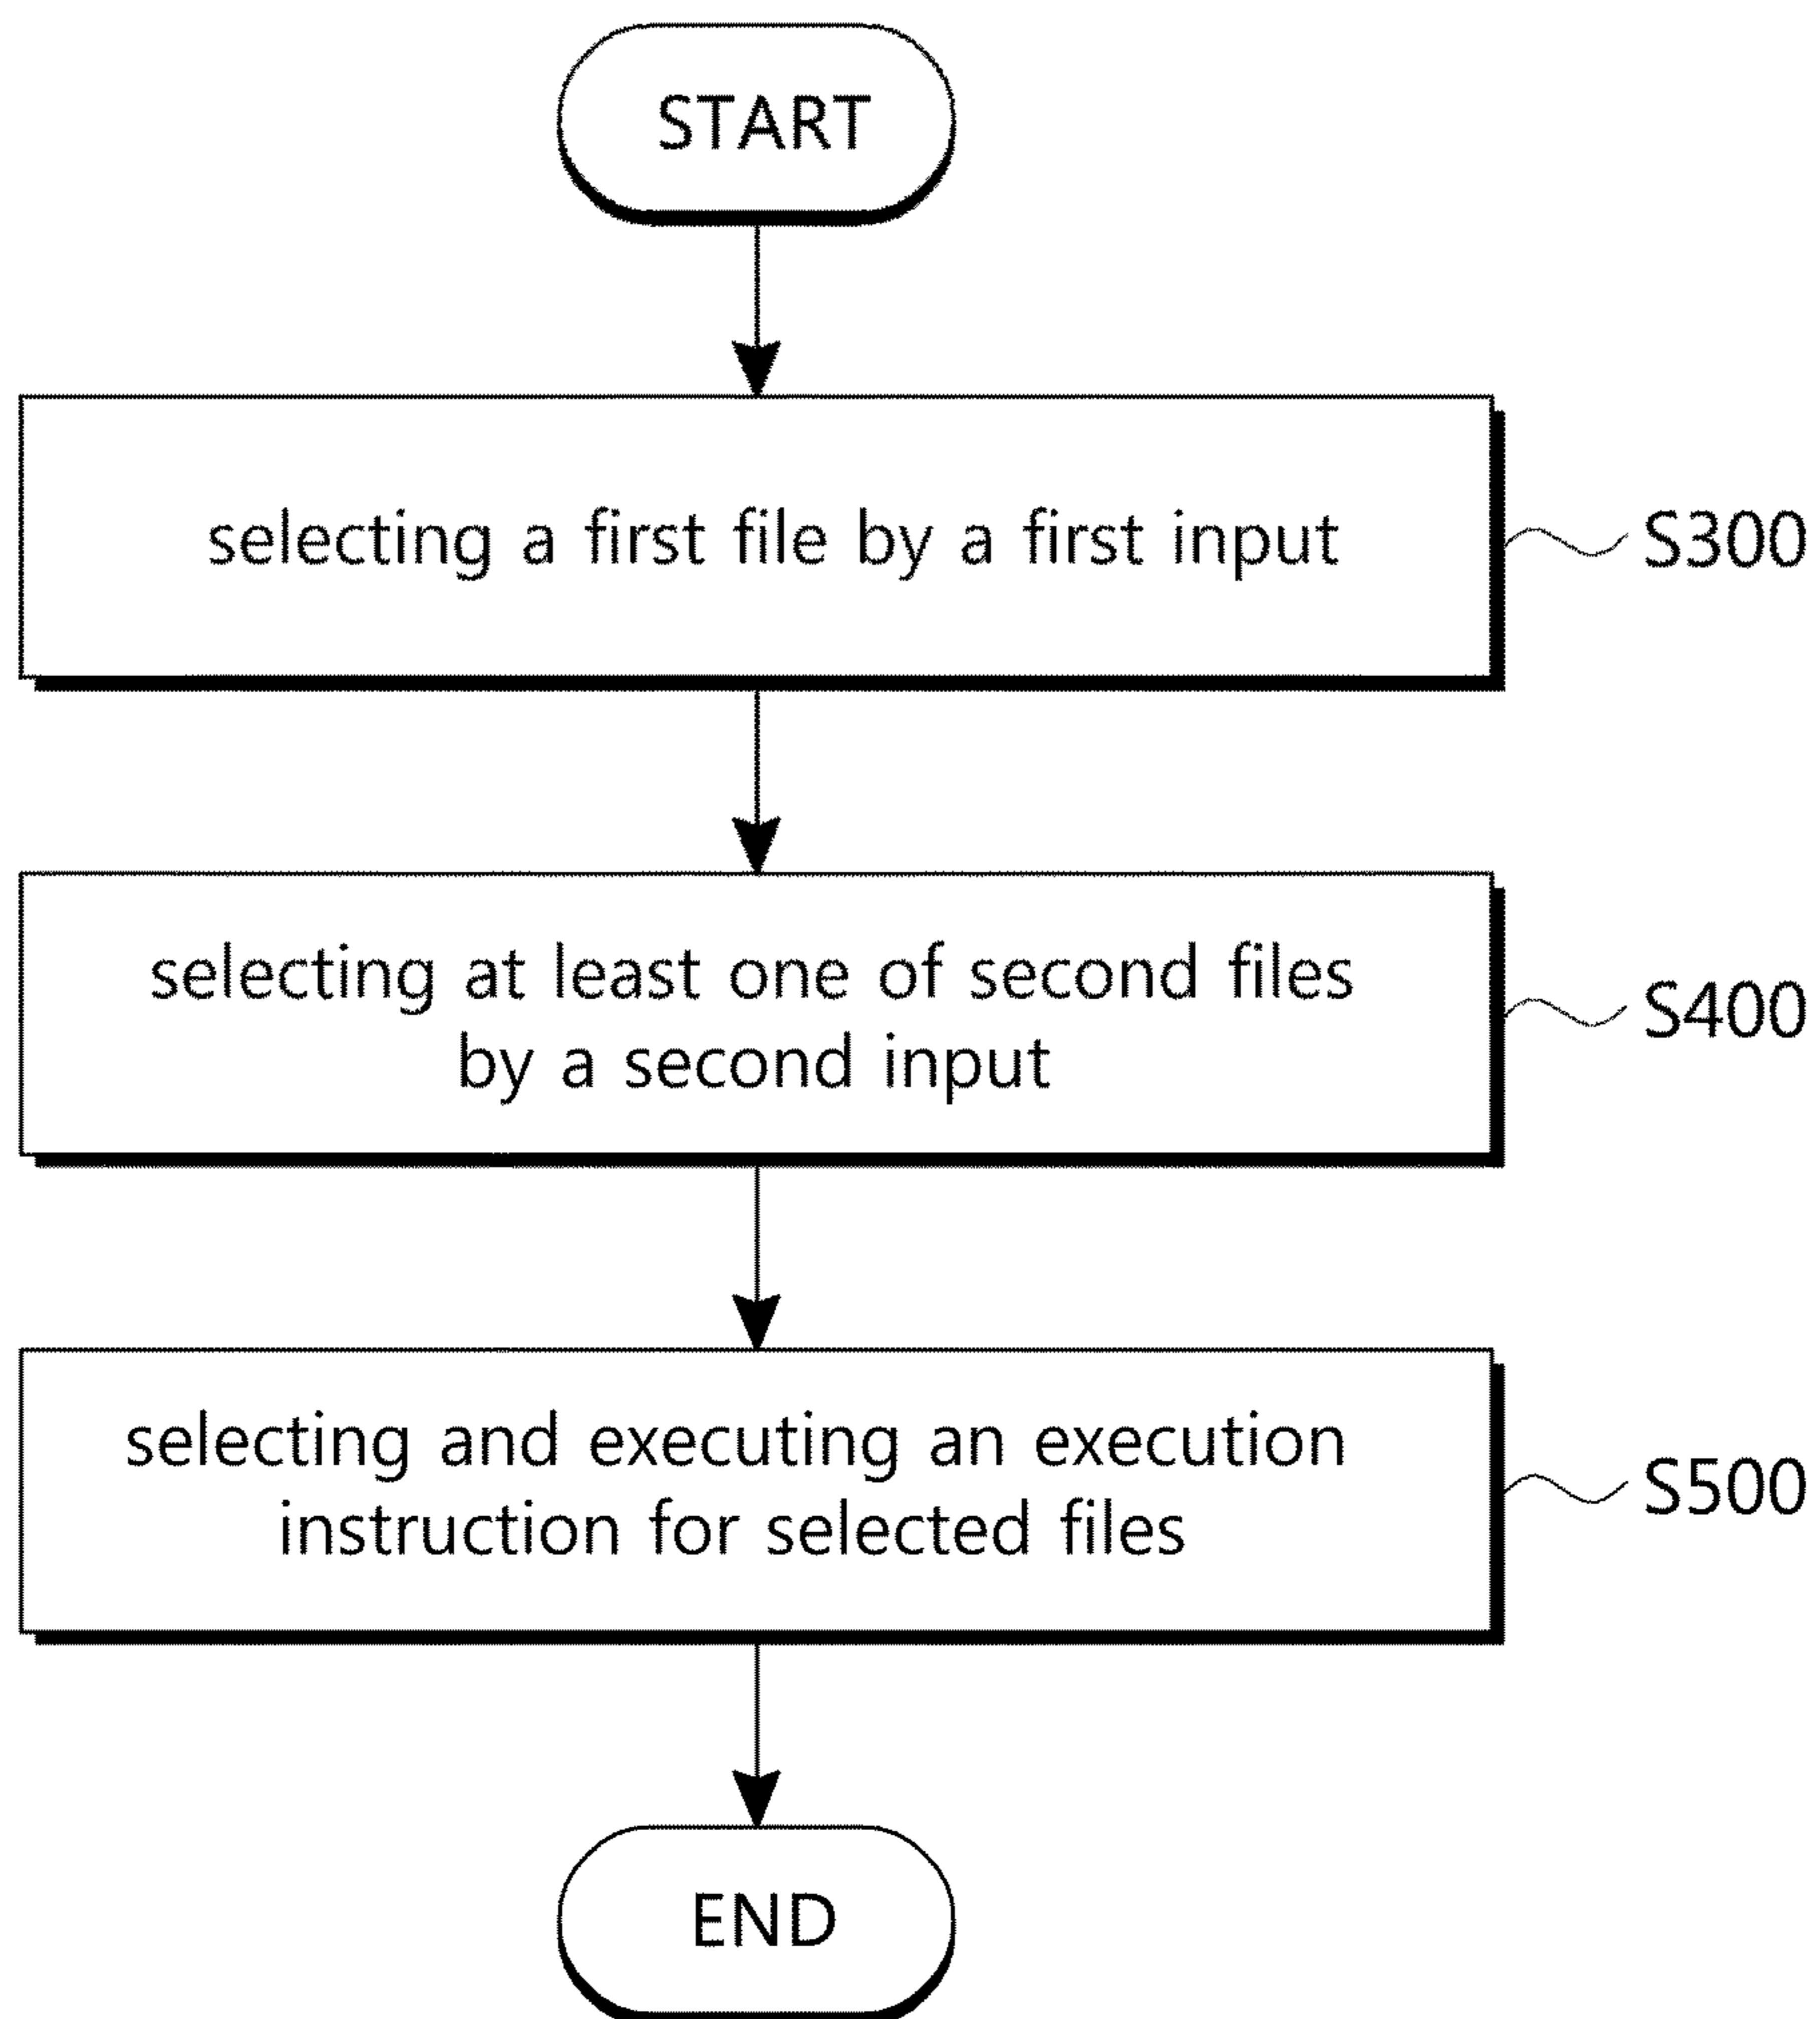 START
selecting a first file by a first input
S300
selecting at least one of second files
by a second input
S400
selecting and executing an execution
instruction for selected files
S500
END